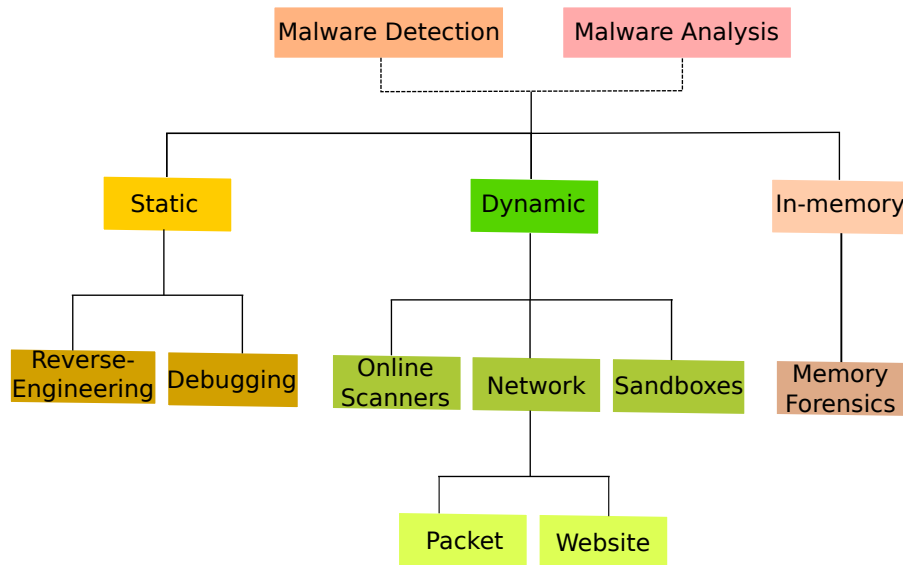 Malware Detection
Malware Analysis
Static
Dynamic
In-memory
Reverse-
Engineering
Debugging
Online
Scanners
Network
Sandboxes
Memory
Forensics
Packet
Website